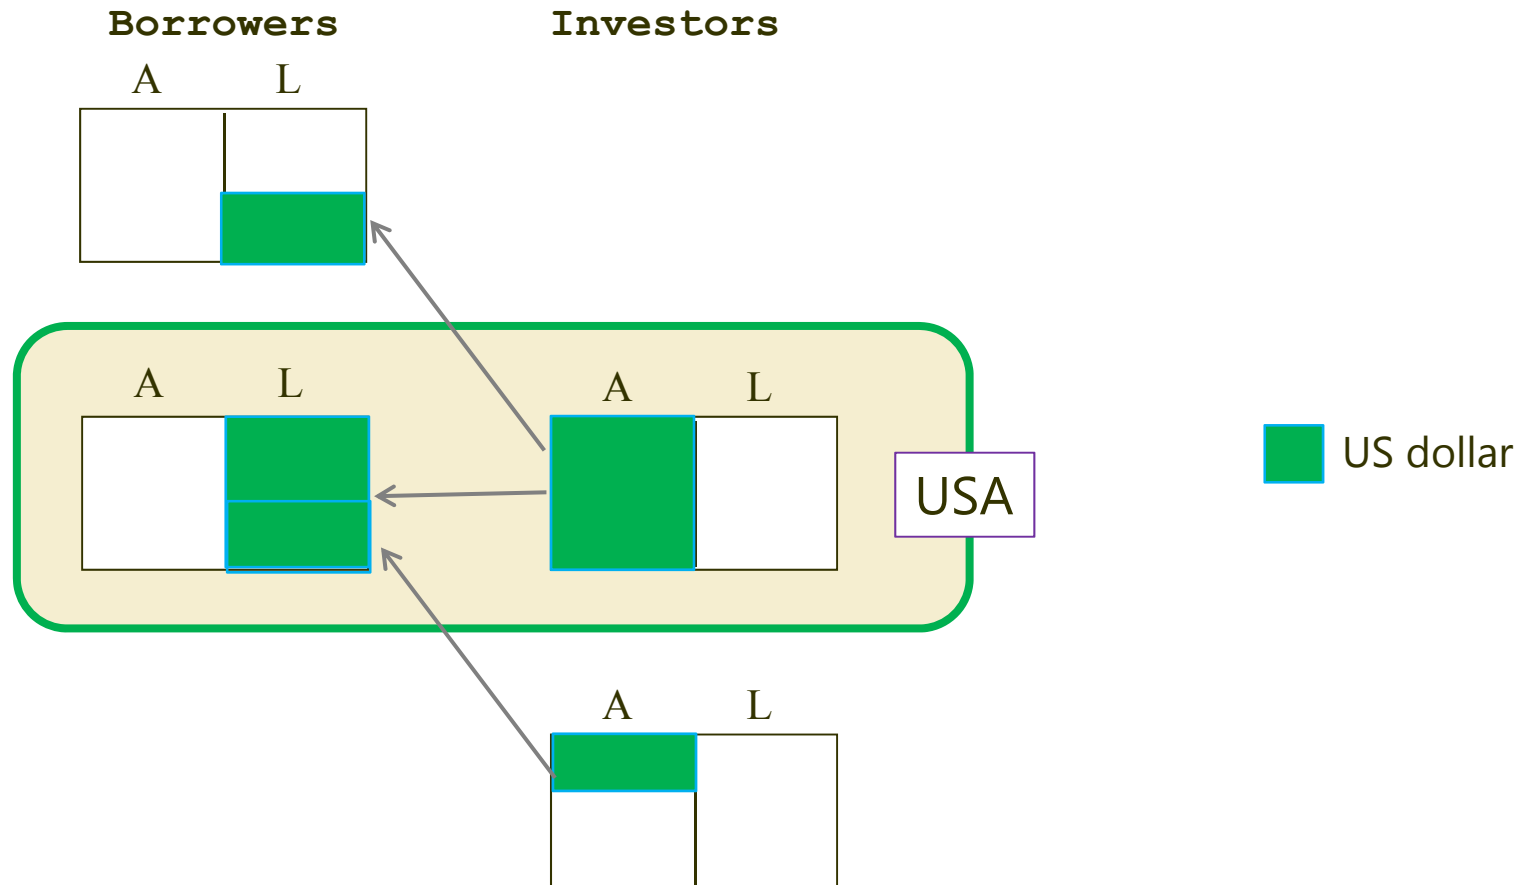 Borrowers Investors
A L
A L A L
USA
US dollar
A L